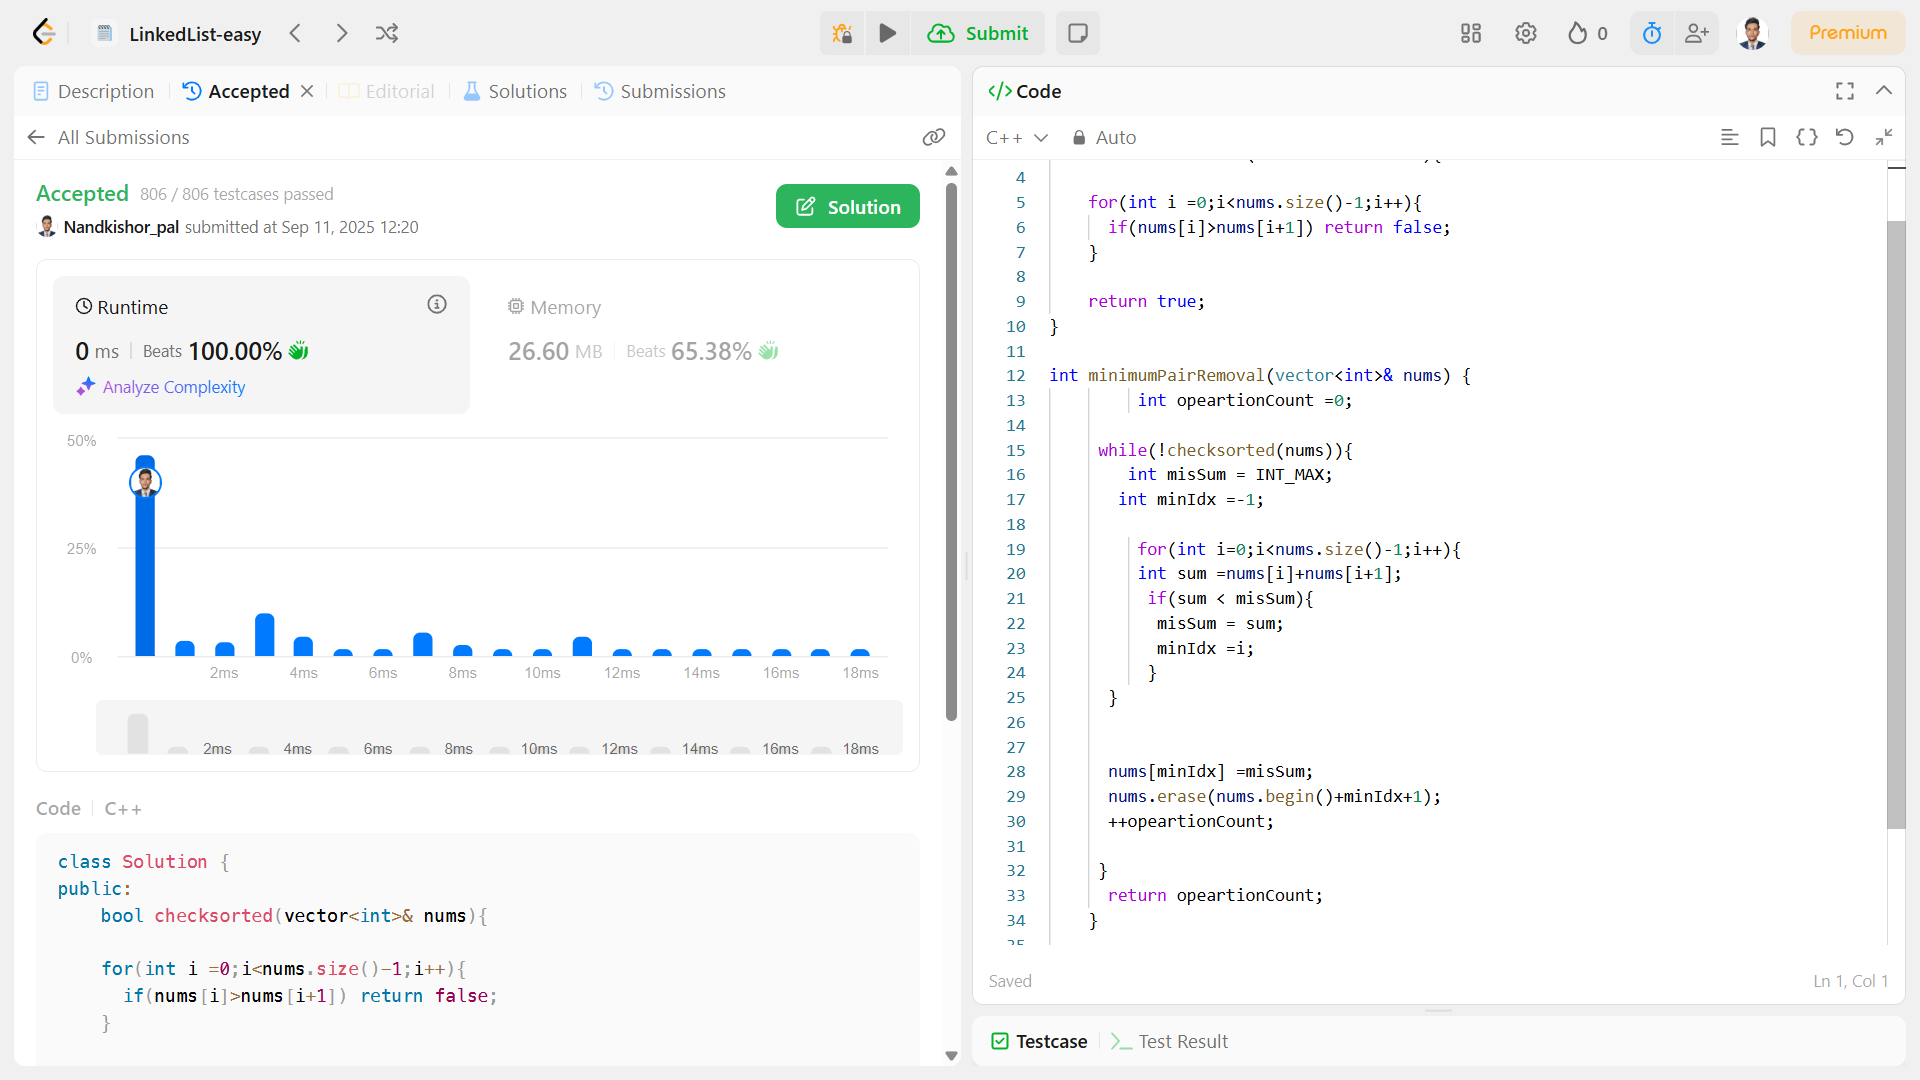 LinkedList-easy
Submit
0
Premium
Description
Accepted
Editorial
Solutions
Submissions
All Submissions
Accepted 806 / 806 testcases passed
Nandkishor_pal submitted at Sep 11, 2025 12:20
Solution
Runtime
0 ms
Beats 100.00%
Analyze Complexity
Memory
26.60 MB
Beats 65.38%
50%
25%
0%
2ms 4ms 6ms 8ms 10ms 12ms 14ms 16ms 18ms
2ms 4ms 6ms 8ms 10ms 12ms 14ms 16ms 18ms
Code C++
class Solution {
public:
bool checksorted(vector<int>& nums){
for(int i =0;i<nums.size()-1;i++){
if(nums[i]>nums[i+1]) return false;
}
</> Code
C++
Auto
4
5 for(int i =0;i<nums.size()-1;i++){
6 if(nums[i]>nums[i+1]) return false;
7 }
8
9 return true;
10 }
11
12 int minimumPairRemoval(vector<int>& nums) {
13 int opeartionCount =0;
14
15 while(!checksorted(nums)){
16 int misSum = INT_MAX;
17 int minIdx =-1;
18
19 for(int i=0;i<nums.size()-1;i++){
20 int sum =nums[i]+nums[i+1];
21 if(sum < misSum){
22 misSum = sum;
23 minIdx =i;
24 }
25 }
26
27
28 nums[minIdx] =misSum;
29 nums.erase(nums.begin()+minIdx+1);
30 ++opeartionCount;
31
32 }
33 return opeartionCount;
34 }
Saved
Ln 1, Col 1
Testcase
Test Result